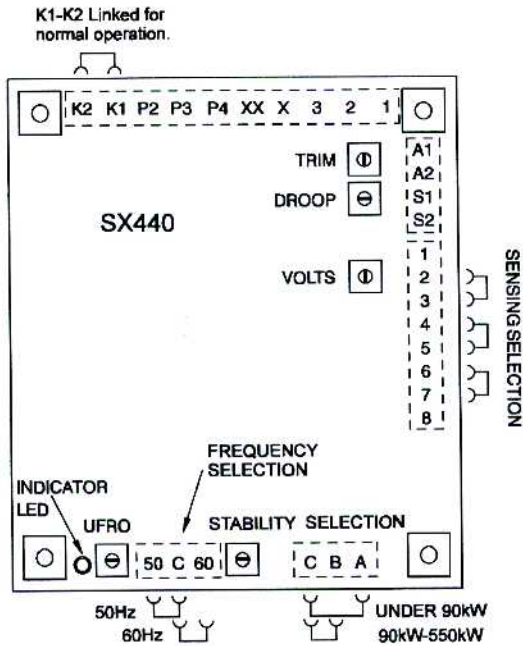 K1-K2 Linked for
normal operation.
K2 K1 P2 P3 P4 XX X 3 2 1
TRIM
A1
A2
DROOP
S1
S2
SX440
VOLTS
1
2
3
4
5
6
7
8
SENSING SELECTION
FREQUENCY
SELECTION
INDICATOR
LED
UFRO
STABILITY SELECTION
50 C 60
C B A
50Hz
UNDER 90kW
60Hz
90kW-550kW